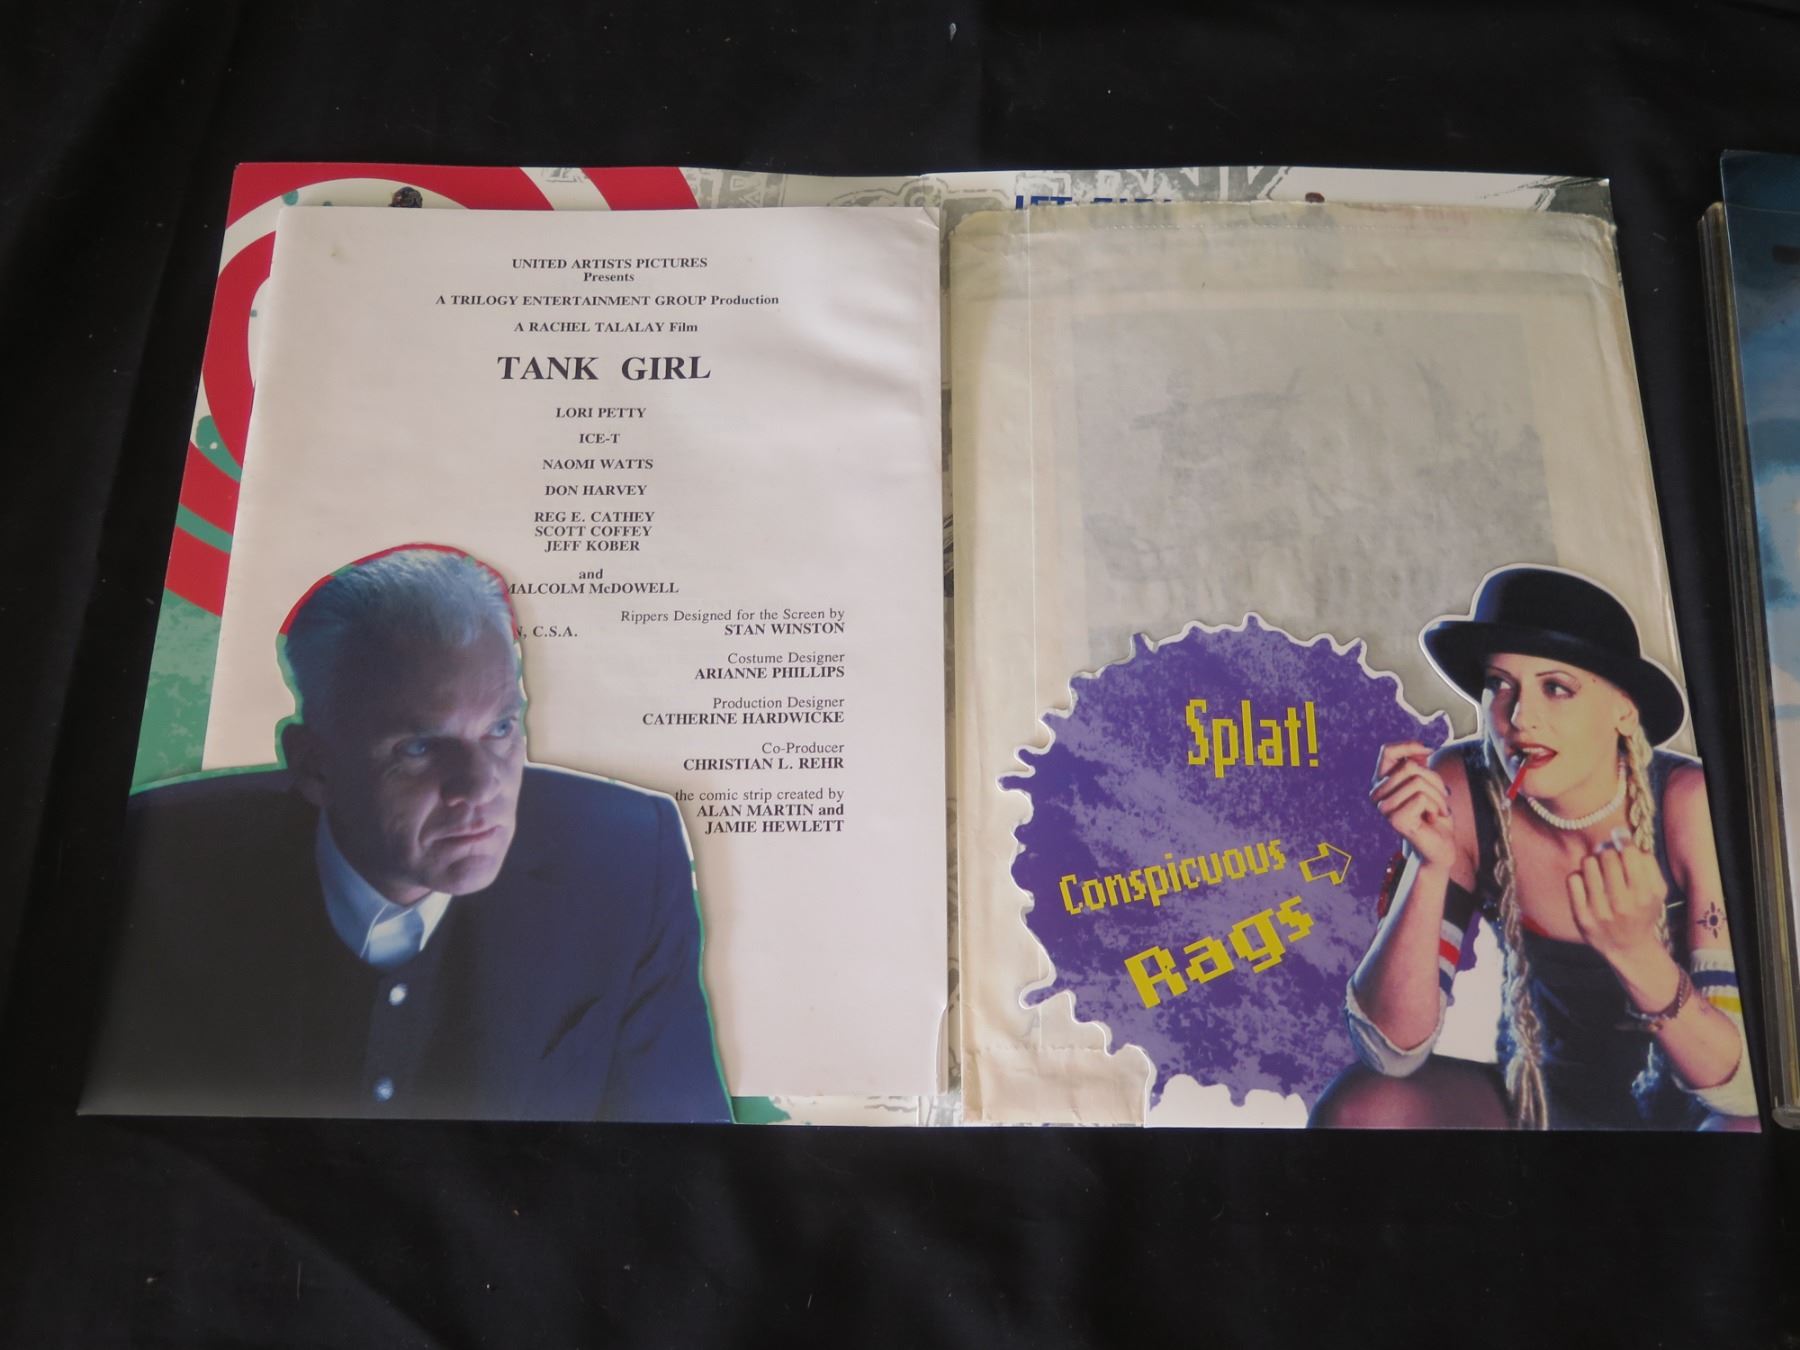 UNITED ARTISTS PICTURES
Presents
A TRILOGY ENTERTAINMENT GROUP Production
A RACHEL TALALAY Film
TANK GIRL
LORI PETTY
ICE-T
NAOMI WATTS
DON HARVEY
REG E. CATHEY
SCOTT COFFEY
JEFF KOBER
and
MALCOLM McDOWELL
Rippers Designed for the Screen by
STAN WINSTON
C.S.A.
Costume Designer
ARIANNE PHILLIPS
Production Designer
CATHERINE HARDWICKE
Co-Producer
CHRISTIAN L. REHR
the comic strip created by
ALAN MARTIN and
JAMIE HEWLETT
Splat!
Conspicuous
Rags